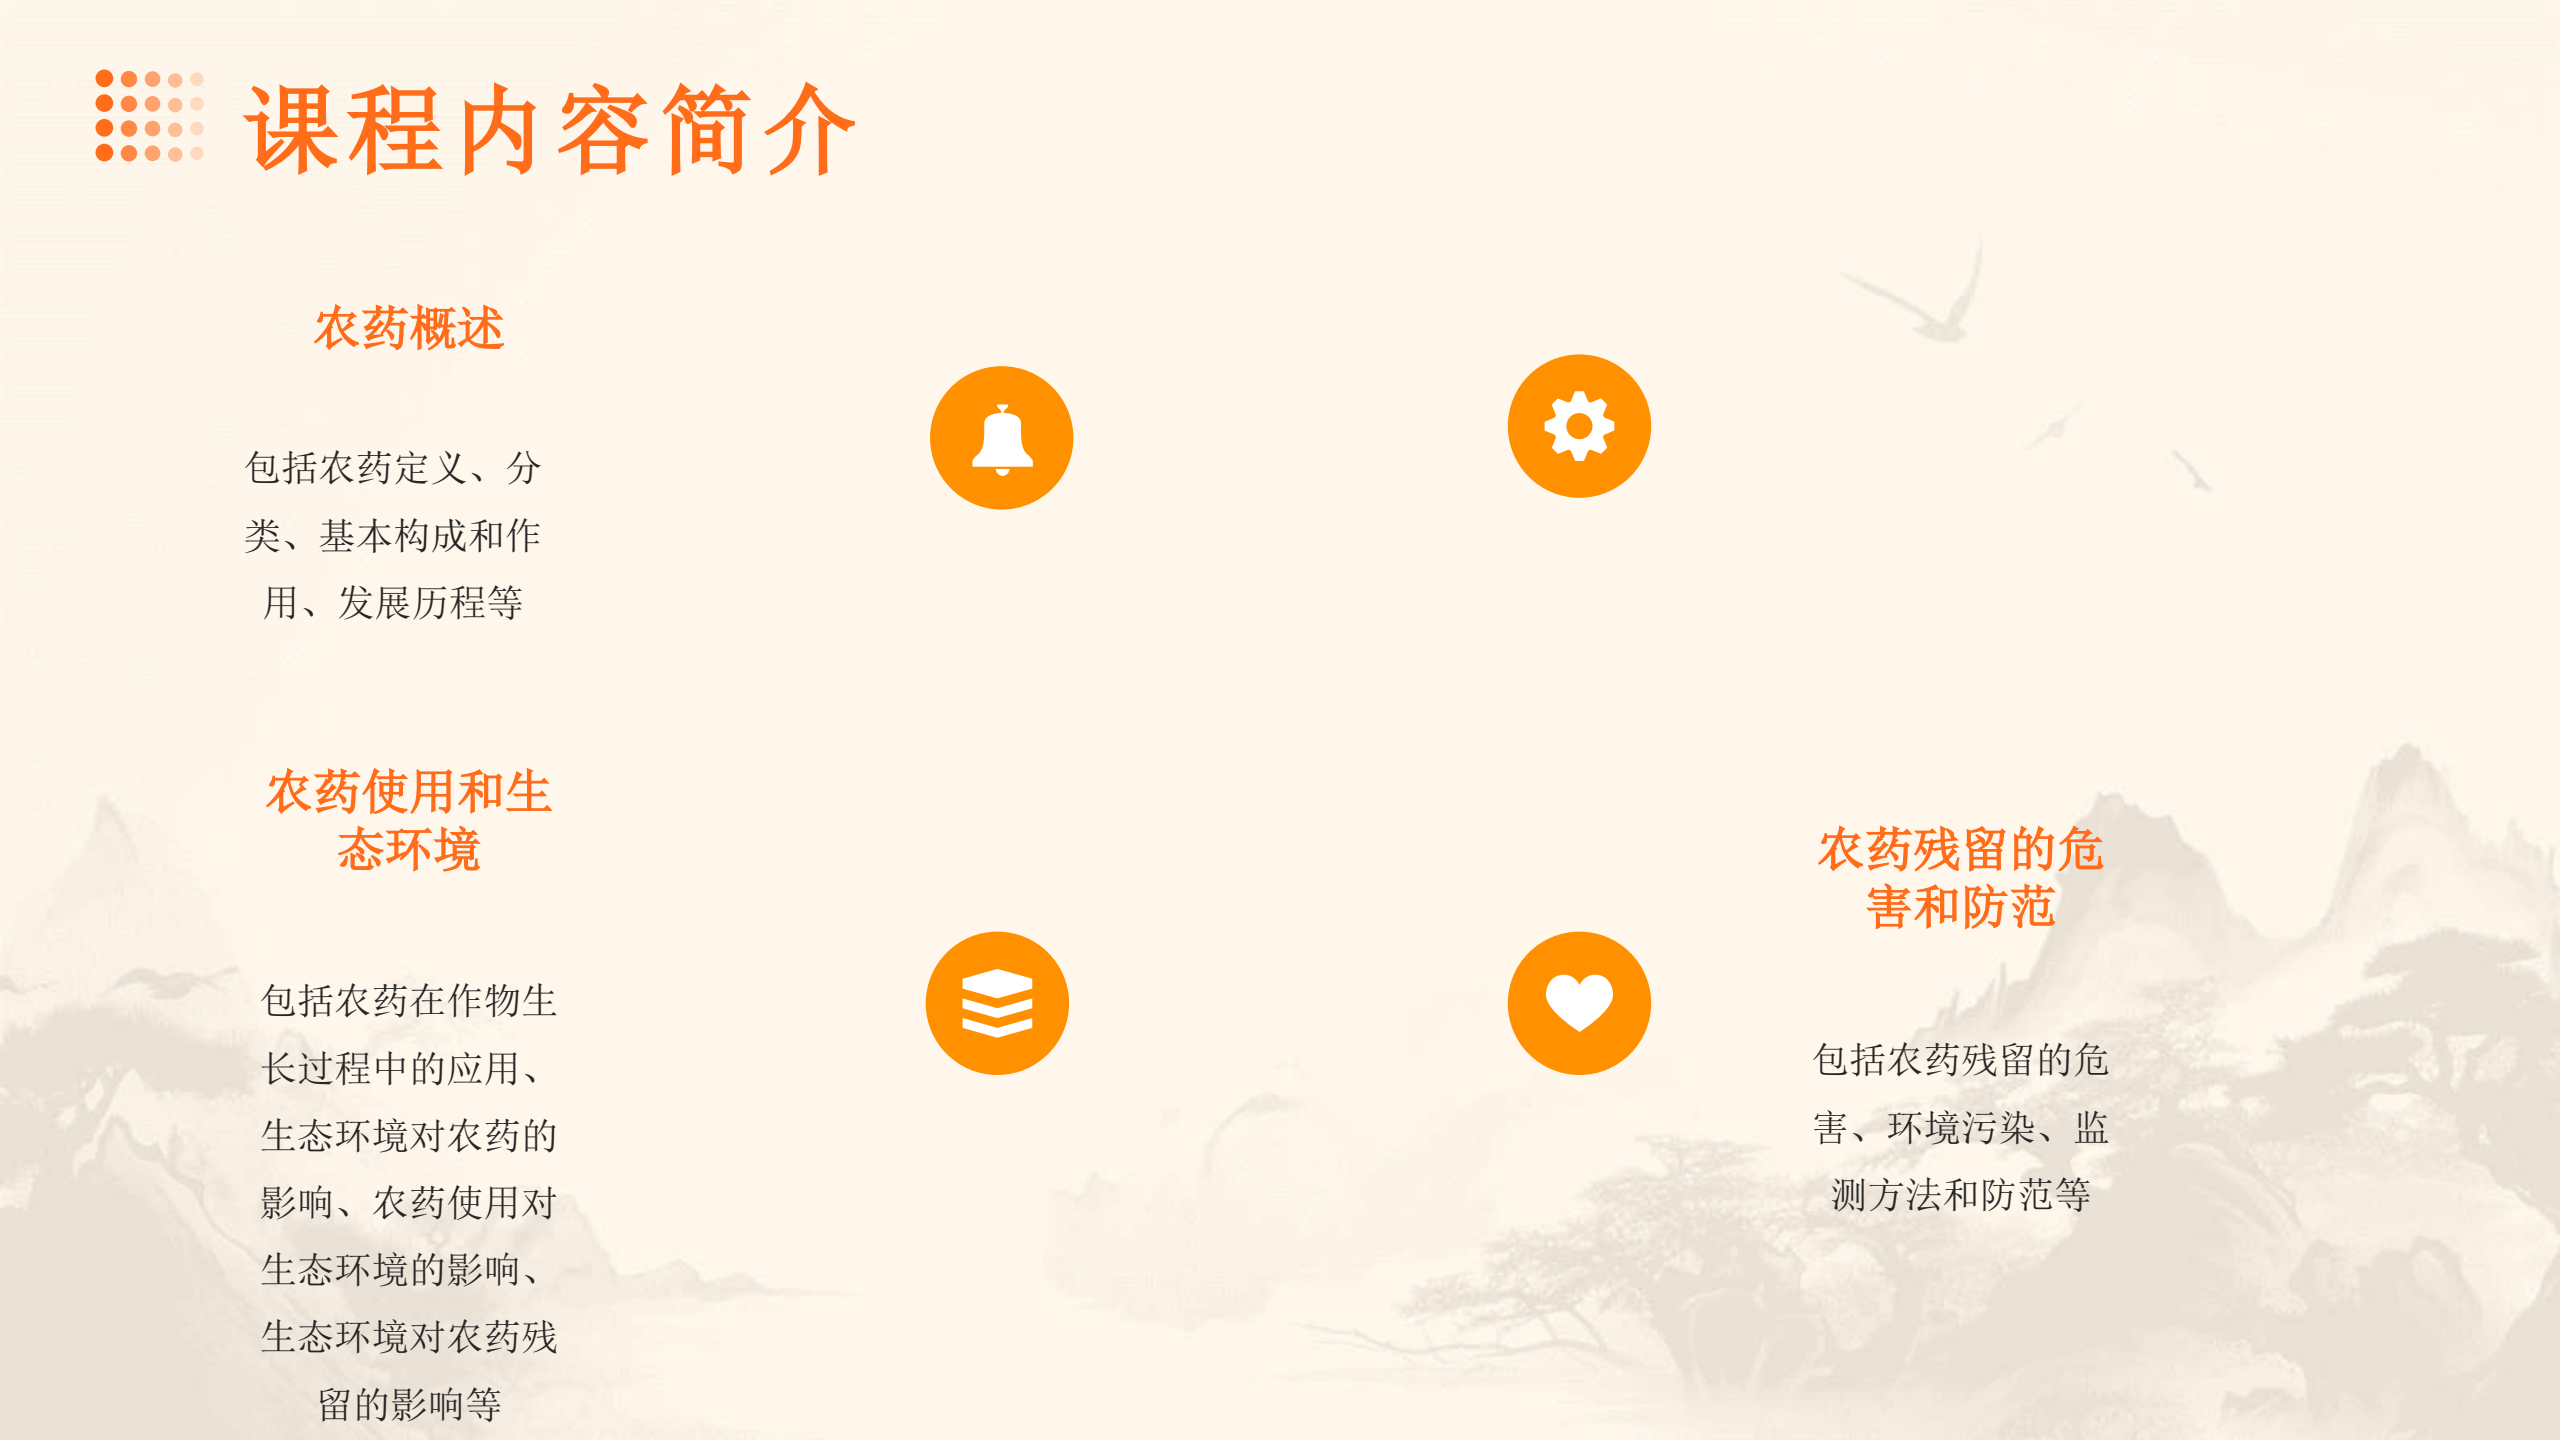 课程内容简介
农药概述
包括农药定义、分
类、基本构成和作
用、发展历程等
农药使用和生
态环境
包括农药在作物生
长过程中的应用、
生态环境对农药的
影响、农药使用对
生态环境的影响、
生态环境对农药残
留的影响等
农药残留的危
害和防范
包括农药残留的危
害、环境污染、监
测方法和防范等